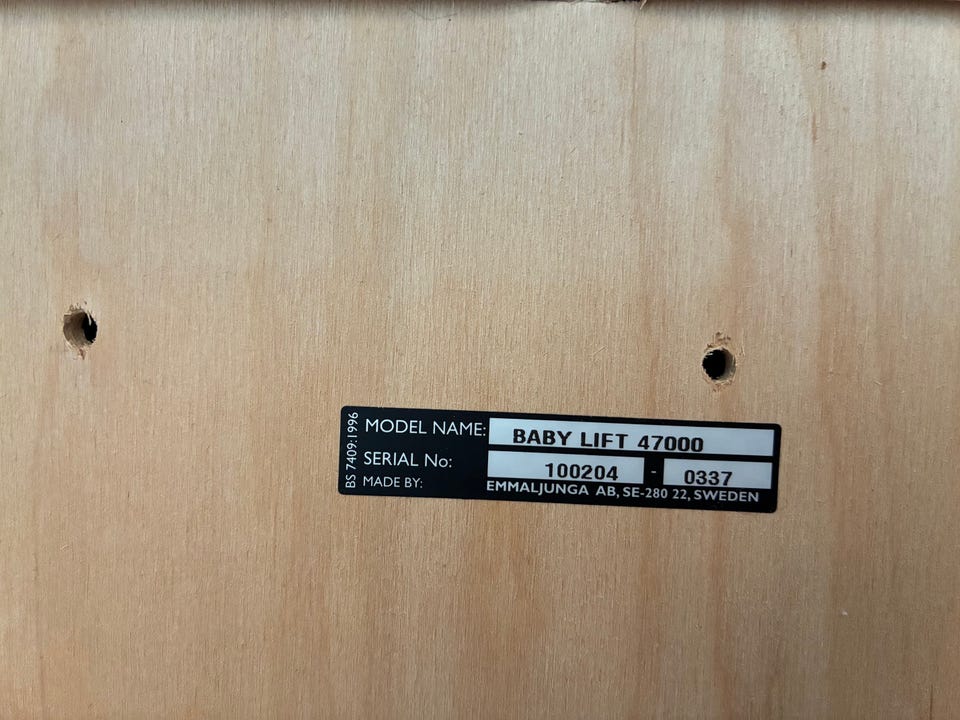 BS 7409:1996
MODEL NAME: BABY LIFT 47000
SERIAL No: 100204 - 0337
MADE BY: EMMALJUNGA AB, SE-280 22, SWEDEN